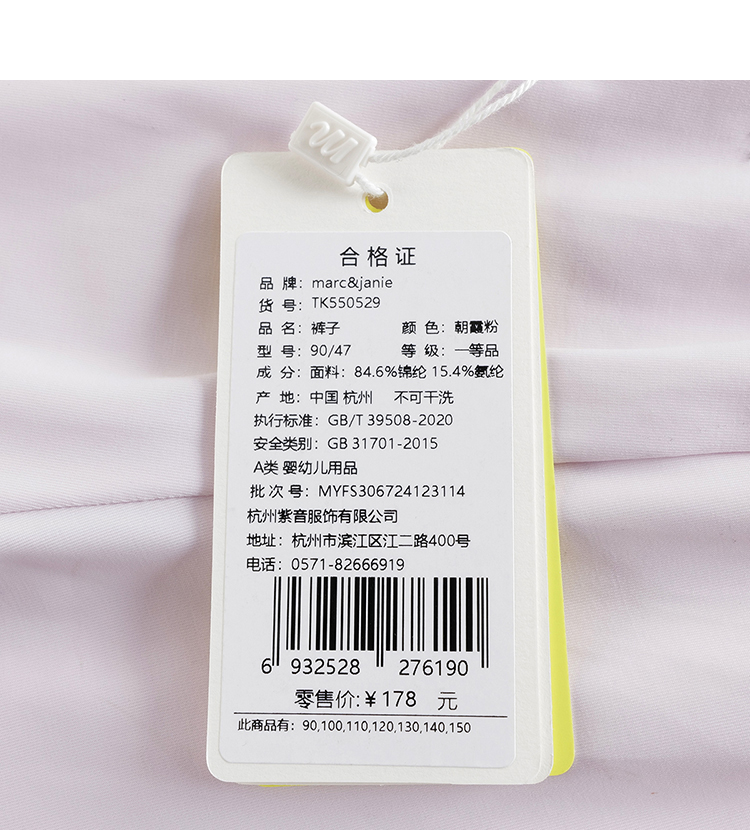 合格证
品 牌: marc&janie
货 号: TK550529
品 名: 裤子 颜 色: 朝霞粉
型 号: 90/47 等 级: 一等品
成 分: 面料: 84.6%锦纶 15.4%氨纶
产 地: 中国 杭州 不可干洗
执行标准: GB/T 39508-2020
安全类别: GB 31701-2015
A类 婴幼儿用品
批 次 号: MYFS306724123114
杭州紫音服饰有限公司
地址: 杭州市滨江区江二路400号
电话: 0571-82666919
6 932528 276190
零售价:¥178 元
此商品有: 90,100,110,120,130,140,150